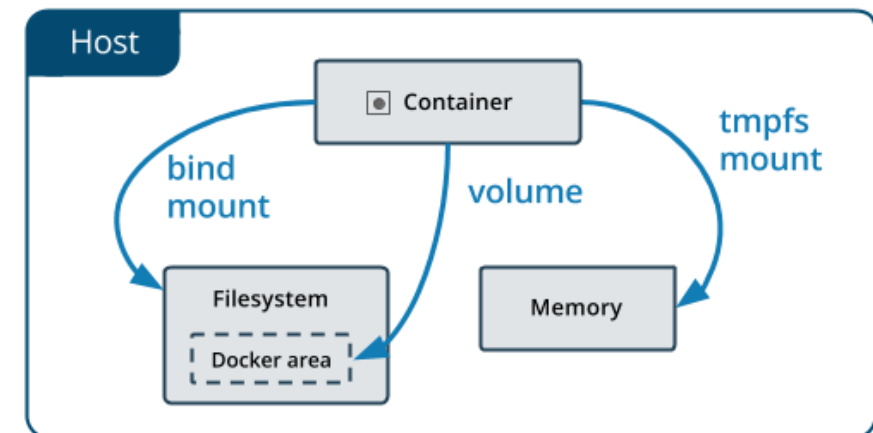 Host
Container
tmpfs
mount
bind
mount
volume
Filesystem
Memory
Docker area